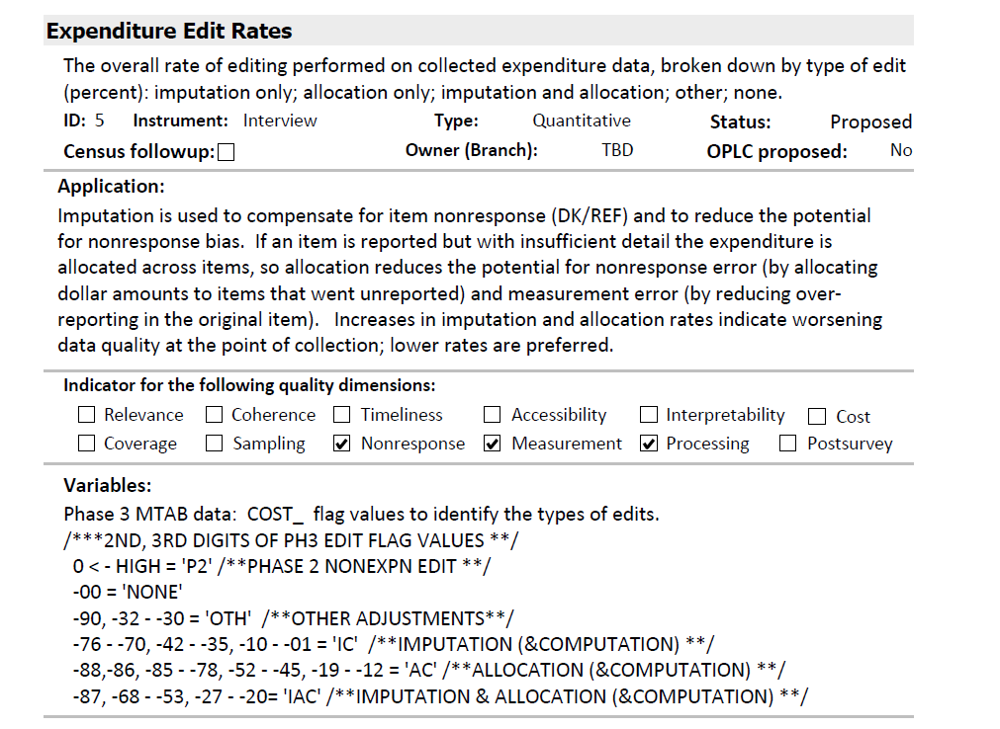 Expenditure Edit Rates
The overall rate of editing performed on collected expenditure data, broken down by type of edit
(percent): imputation only; allocation only; imputation and allocation; other; none.
ID: 5 Instrument: Interview Type: Quantitative Status: Proposed
Census followup: Owner (Branch): TBD OPLC proposed: No
Application:
Imputation is used to compensate for item nonresponse (DK/REF) and to reduce the potential
for nonresponse bias. If an item is reported but with insufficient detail the expenditure is
allocated across items, so allocation reduces the potential for nonresponse error (by allocating
dollar amounts to items that went unreported) and measurement error (by reducing over-
reporting in the original item). Increases in imputation and allocation rates indicate worsening
data quality at the point of collection; lower rates are preferred.
Indicator for the following quality dimensions:
Relevance Coherence Timeliness Accessibility Interpretability Cost
Coverage Sampling Nonresponse Measurement Processing Postsurvey
Variables:
Phase 3 MTAB data: COST_ flag values to identify the types of edits.
/***2ND, 3RD DIGITS OF PH3 EDIT FLAG VALUES **/
0 < - HIGH = 'P2' /**PHASE 2 NONEXPN EDIT **/
-00 = 'NONE'
-90, -32 - -30 = 'OTH' /**OTHER ADJUSTMENTS**/
-76 - -70, -42 - -35, -10 - -01 = 'IC' /**IMPUTATION (&COMPUTATION) **/
-88,-86, -85 - -78, -52 - -45, -19 - -12 = 'AC' /**ALLOCATION (&COMPUTATION) **/
-87, -68 - -53, -27 - -20= 'IAC' /**IMPUTATION & ALLOCATION (&COMPUTATION) **/